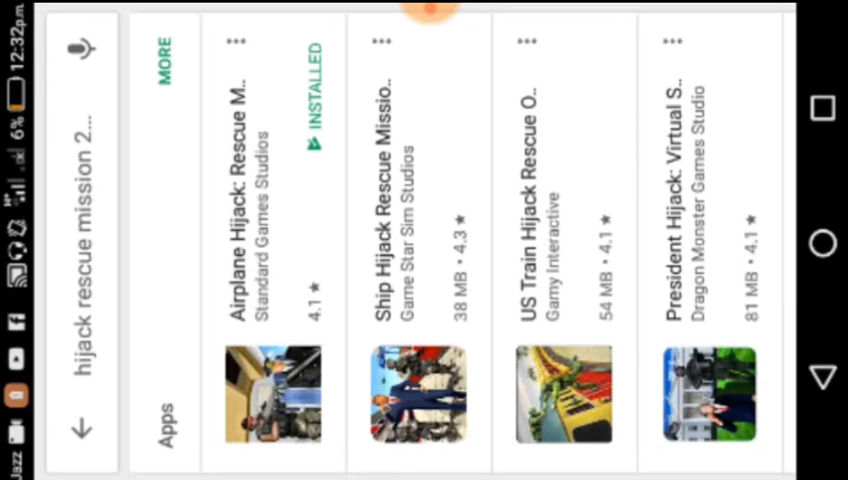 Jazz
H+
6%
12:32p.m.
hijack rescue mission 2...
Apps
MORE
Airplane Hijack: Rescue M..
Standard Games Studios
4.1 ★
INSTALLED
Ship Hijack Rescue Missio..
Game Star Sim Studios
38 MB • 4.3 ★
US Train Hijack Rescue O..
Gamy Interactive
54 MB • 4.1 ★
President Hijack: Virtual S..
Dragon Monster Games Studio
81 MB • 4.1 ★